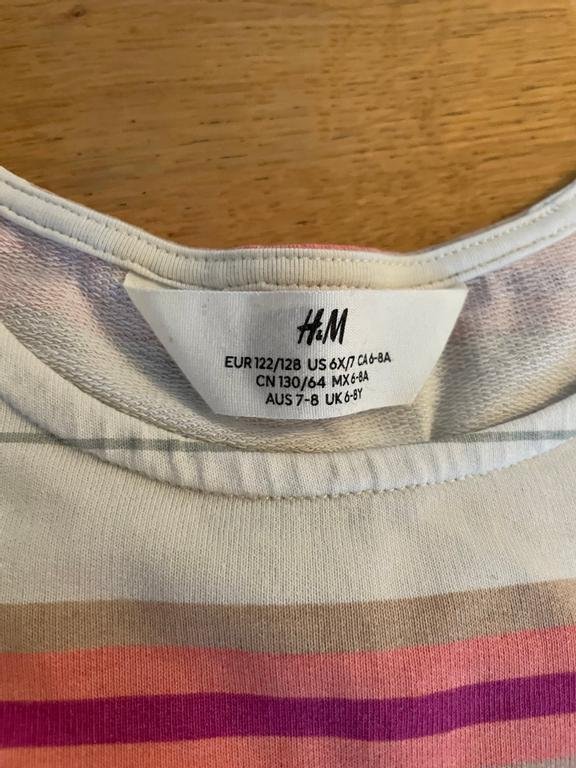 H&M
EUR 122/128 US 6X/7 CA 6-8A
CN 130/64 MX 6-8A
AUS 7-8 UK 6-8Y